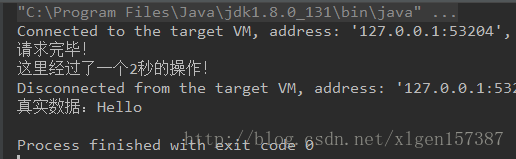 "C:\Program Files\Java\jdk1.8.0_131\bin\java" ...
Connected to the target VM, address: '127.0.0.1:53204',
请求完毕!
这里经过了一个2秒的操作!
Disconnected from the target VM, address: '127.0.0.1:532
真实数据：Hello
http://blog.csdn.net/xlgen157387
Process finished with exit code 0